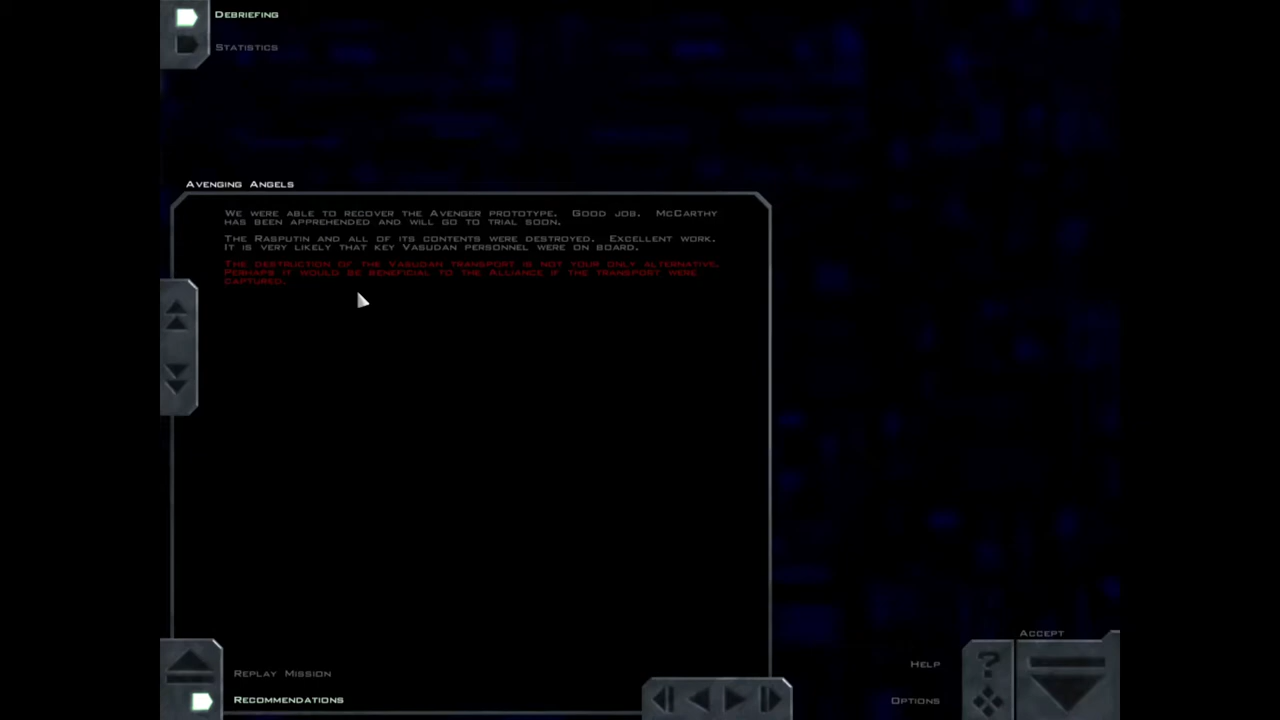 Debriefing
Statistics
Avenging Angels
We were able to recover the Avenger prototype. Good job. McCarthy
has been apprehended and will go to trial soon.
The Rasputin and all of its contents were destroyed. Excellent work.
It is very likely that key Vasudan personnel were on board.
The destruction of the Vasudan transport is not your only alternative.
Perhaps it would be beneficial to the Alliance if the transport were
captured.
Accept
Help
Replay Mission
Recommendations
Options